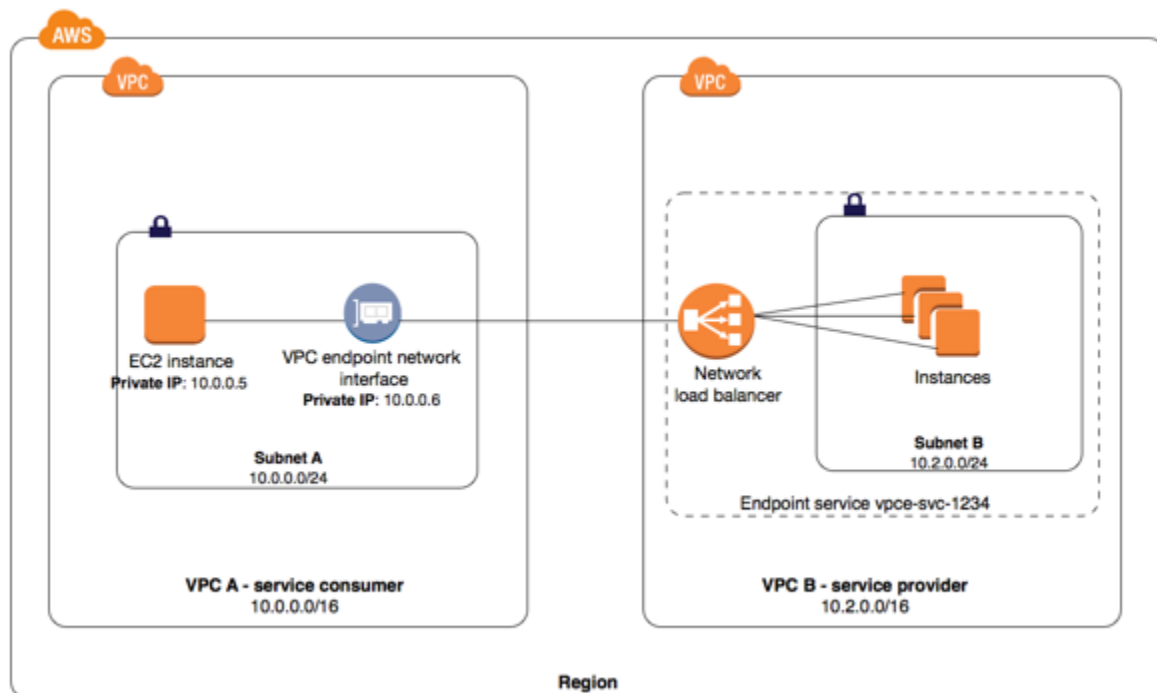 AWS
VPC
VPC
EC2 instance
Private IP: 10.0.0.5
VPC endpoint network
interface
Private IP: 10.0.0.6
Subnet A
10.0.0.0/24
VPC A - service consumer
10.0.0.0/16
Network
load balancer
Instances
Subnet B
10.2.0.0/24
Endpoint service vpce-svc-1234
VPC B - service provider
10.2.0.0/16
Region